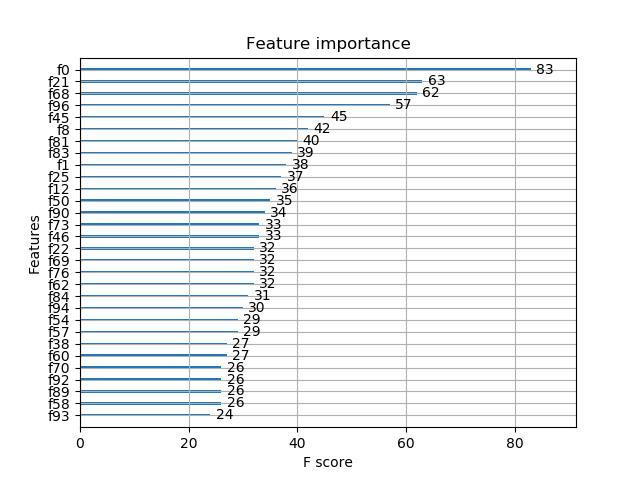 Feature importance
Features
f0 83
f21 63
f68 62
f96 57
f45 45
f8 42
f81 40
f83 39
f1 38
f25 37
f12 36
f50 35
f90 34
f73 33
f46 33
f22 32
f69 32
f76 32
f62 32
f84 31
f94 30
f54 29
f57 29
f38 27
f60 27
f70 26
f92 26
f89 26
f58 26
f93 24
0 20 40 60 80
F score